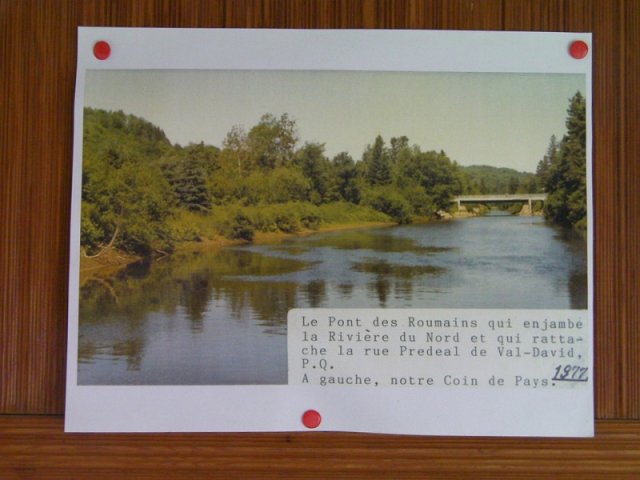 Le Pont des Roumains qui enjambe
la Rivière du Nord et qui ratta-
che la rue Predeal de Val-David,
P.Q.
A gauche, notre Coin de Pays.
1977